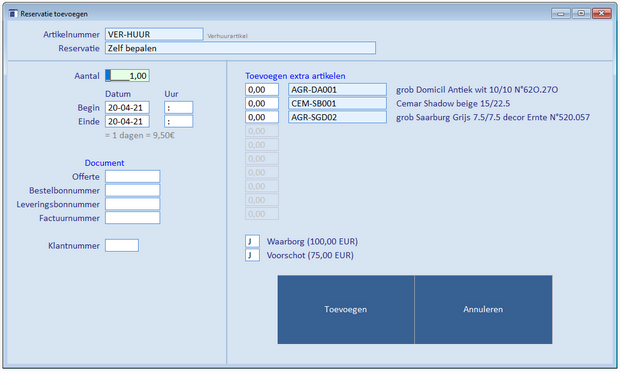 Reservatie toevoegen
Artikelnummer VER-HUUR Verhuurartikel
Reservatie Zelf bepalen
Aantal 1,00
Datum Uur
Begin 20-04-21 :
Einde 20-04-21 :
= 1 dagen = 9,50€
Document
Offerte
Bestelbonnummer
Leveringsbonnummer
Factuurnummer
Klantnummer
Toevoegen extra artikelen
0,00 AGR-DA001 grob Domicil Antiek wit 10/10 N°62O.27O
0,00 CEM-SB001 Cemar Shadow beige 15/22.5
0,00 AGR-SGD02 grob Saarburg Grijs 7.5/7.5 decor Ernte N°520.057
0,00
0,00
0,00
0,00
0,00
0,00
0,00
J Waarborg (100,00 EUR)
J Voorschot (75,00 EUR)
Toevoegen Annuleren